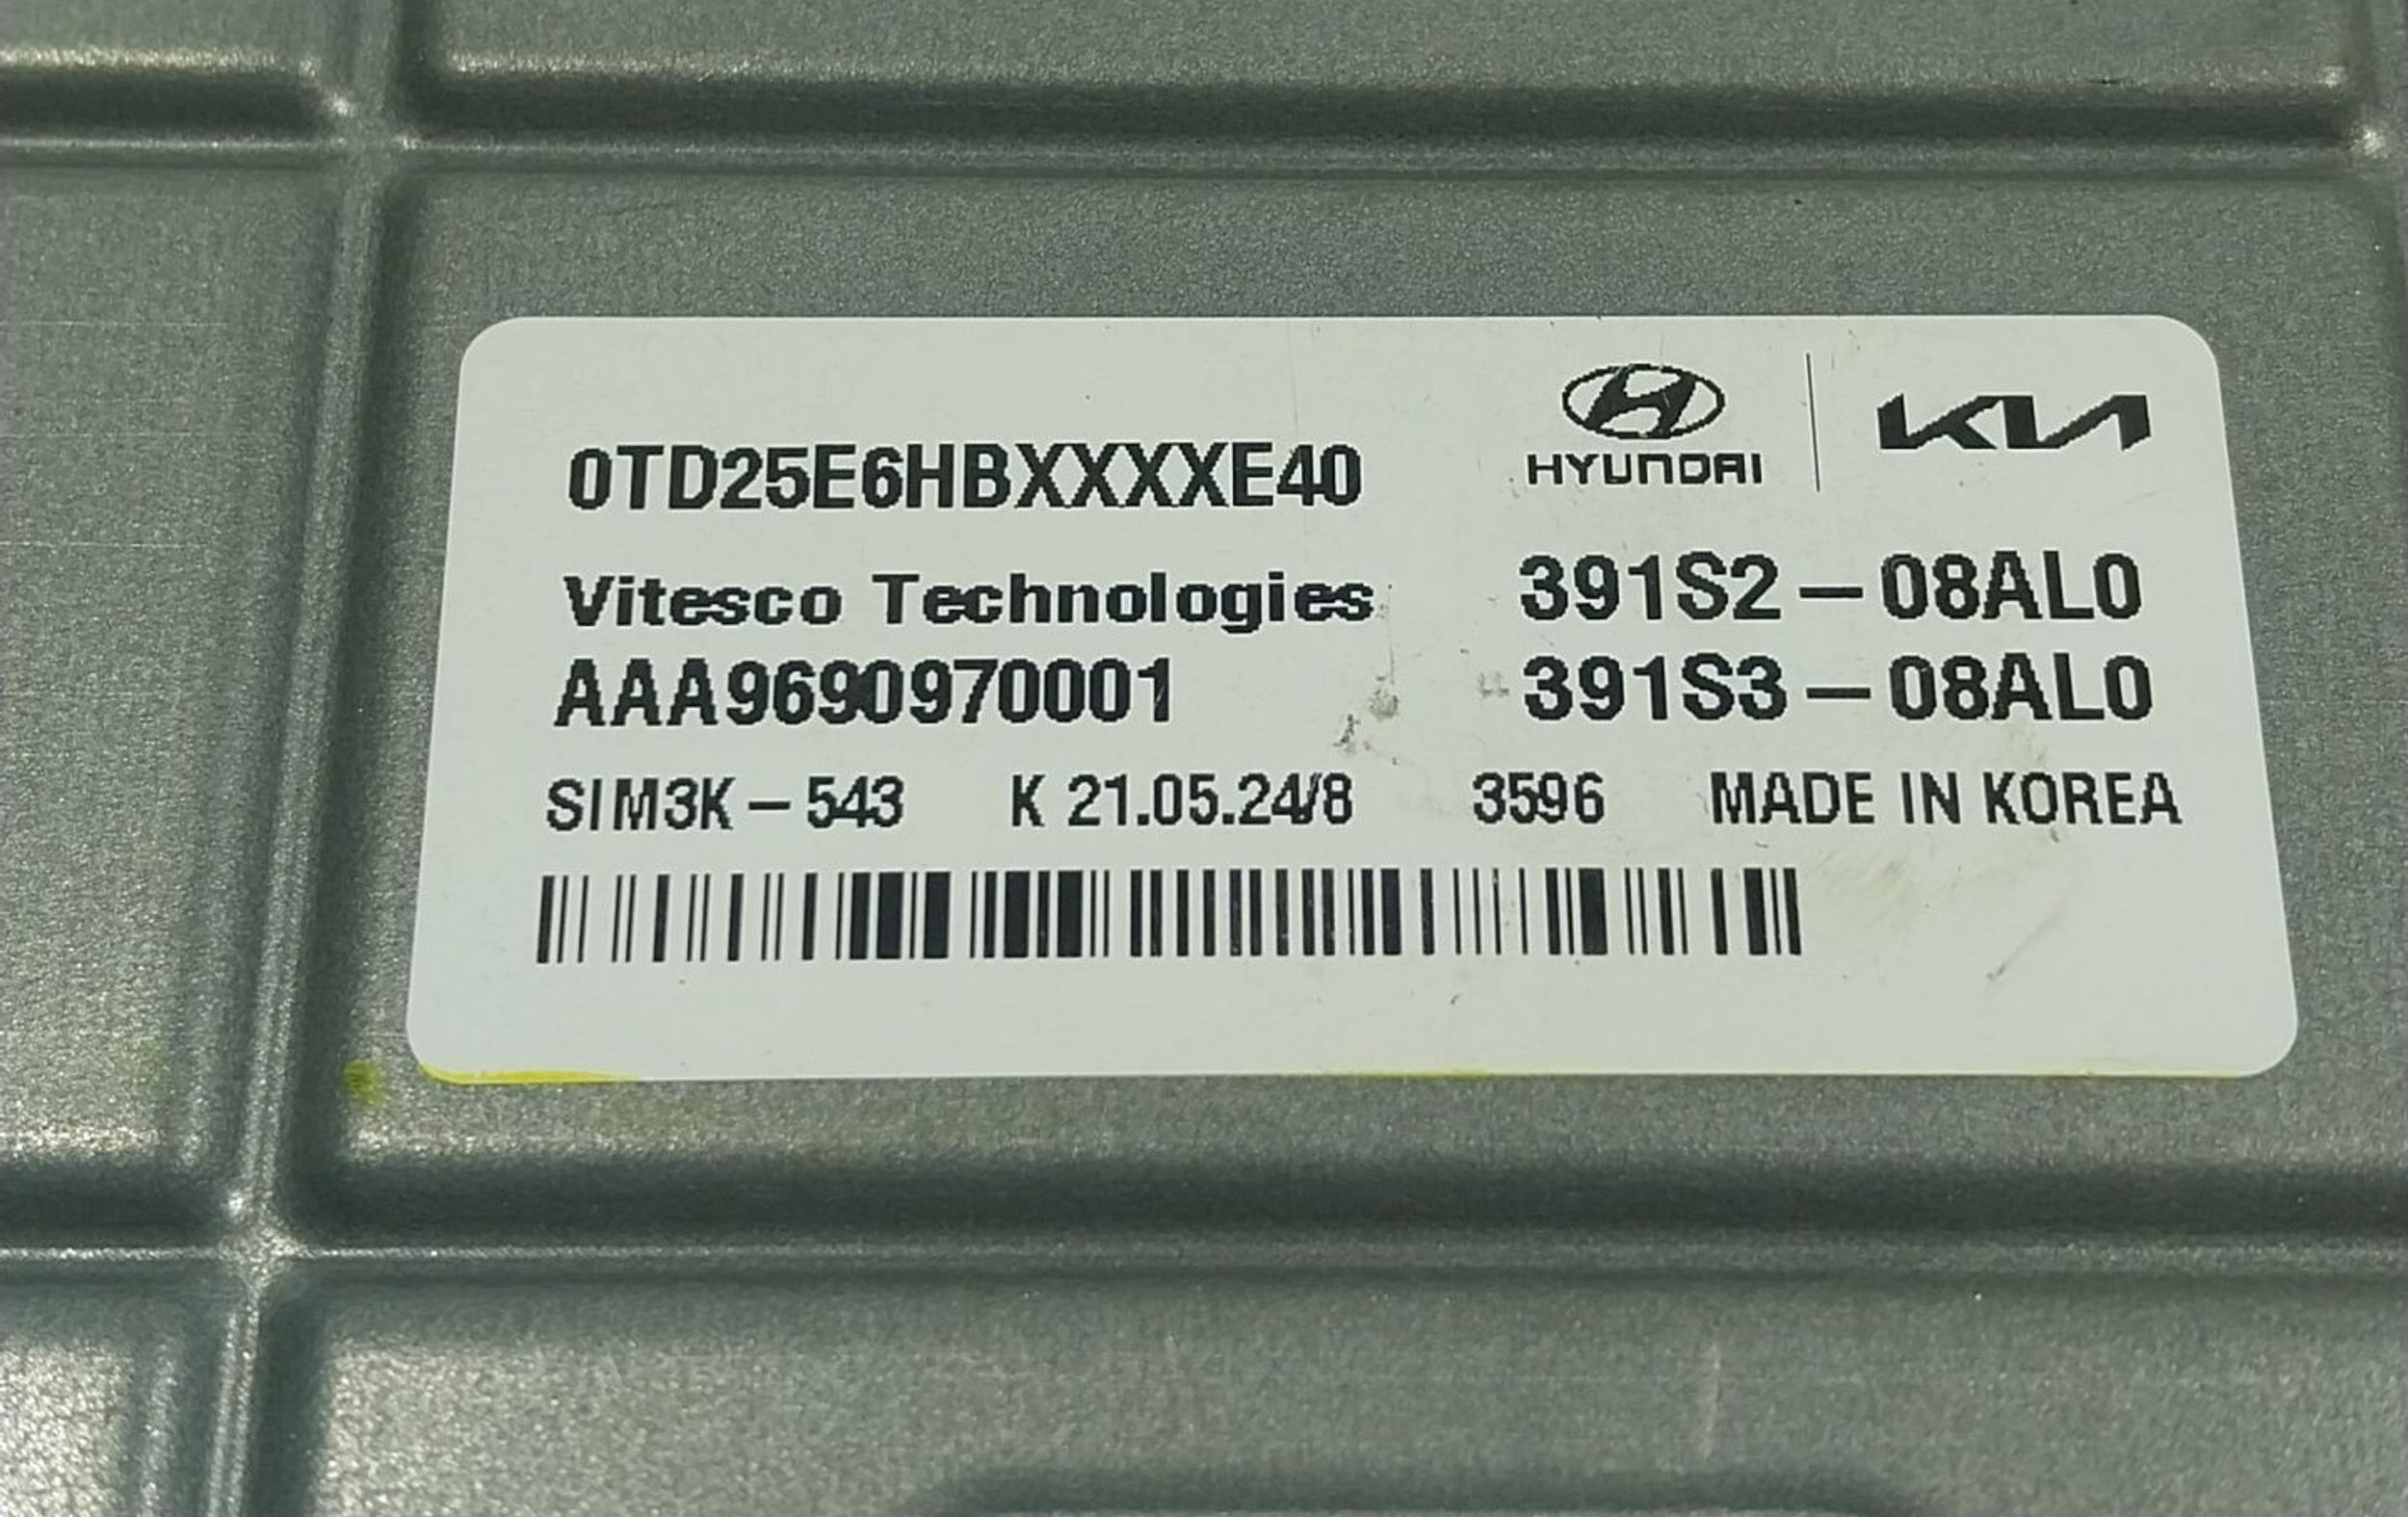 HYUNDAI KIA
0TD25E6HBXXXXE40
Vitesco Technologies 391S2-08AL0
AAA9690970001 391S3-08AL0
SIM3K-543 K 21.05.24/8 3596 MADE IN KOREA